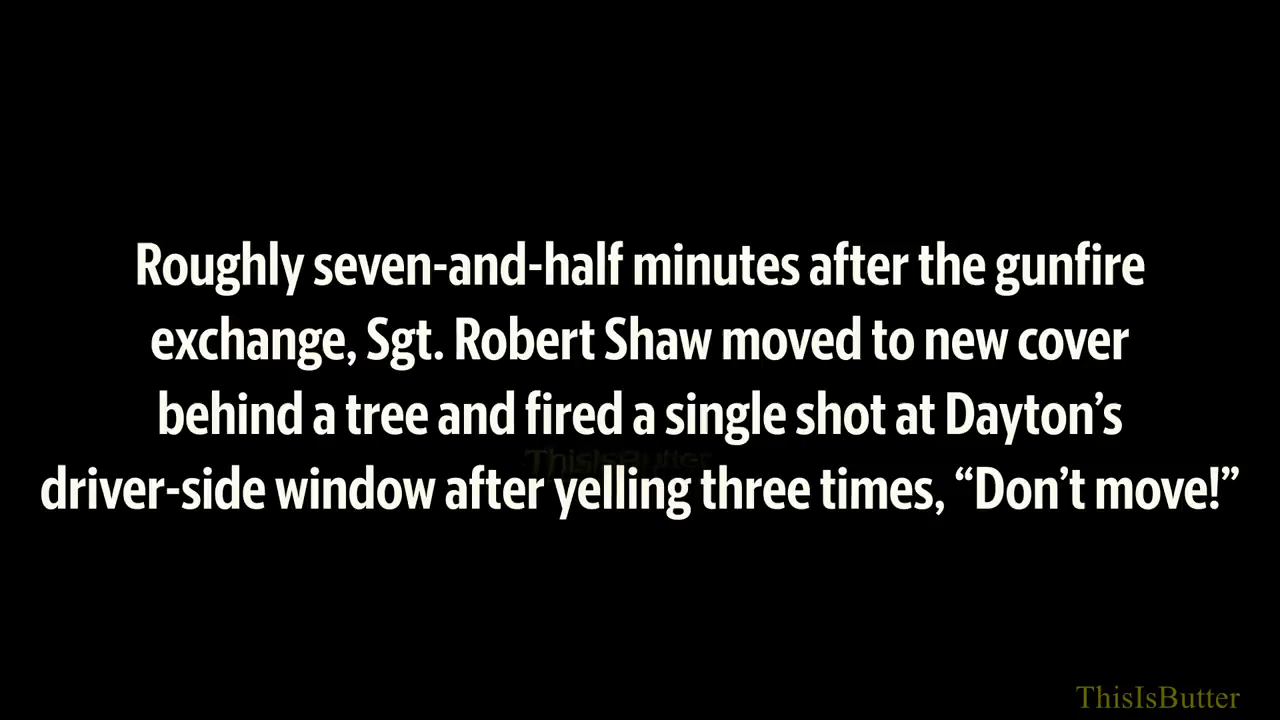 Roughly seven-and-half minutes after the gunfire
exchange, Sgt. Robert Shaw moved to new cover
behind a tree and fired a single shot at Dayton’s
ThisIsButter
driver-side window after yelling three times, “Don’t move!”
ThisIsButter